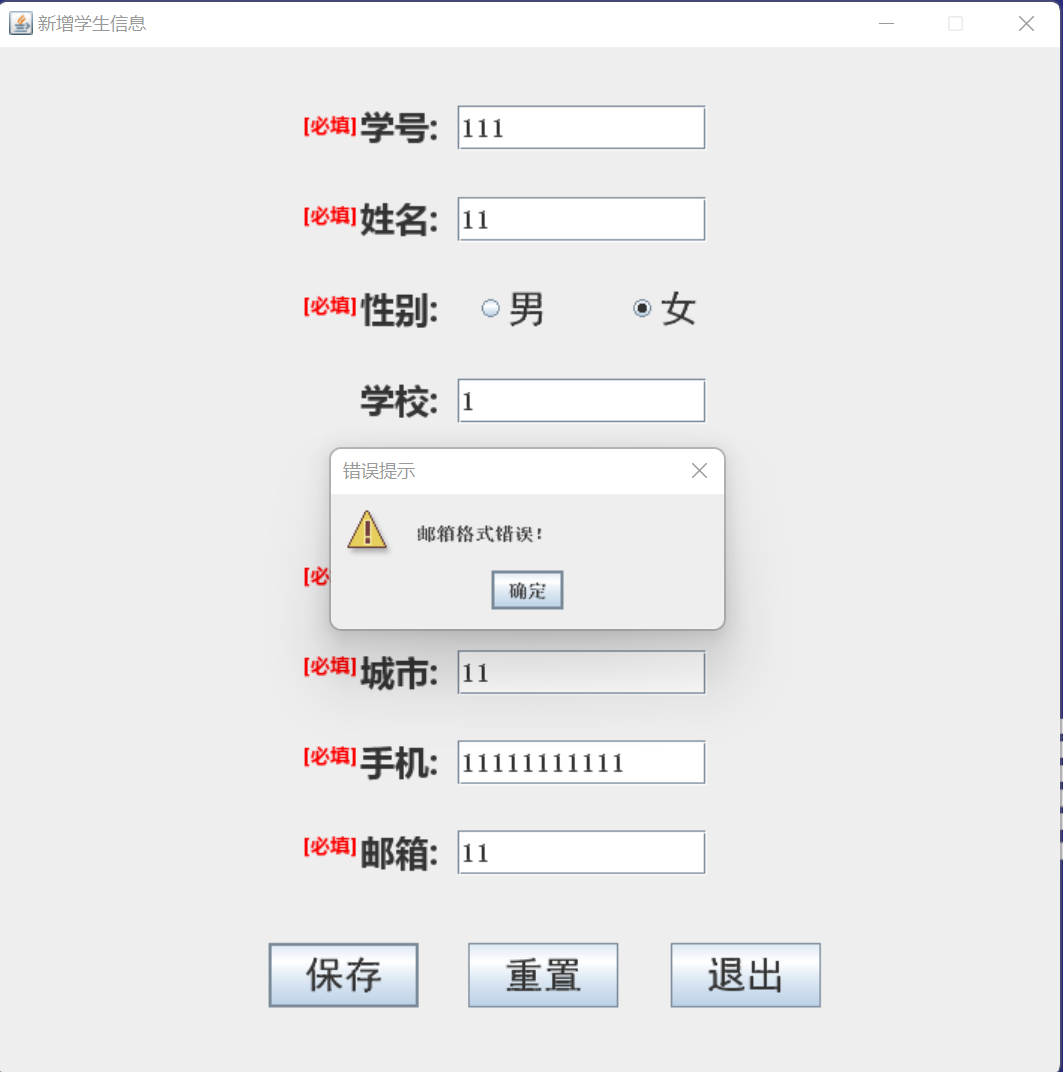 新增学生信息
[必填]学号: 111
[必填]姓名: 11
[必填]性别: 男 女
学校: 1
错误提示
邮箱格式错误!
确定
[必
[必填]城市: 11
[必填]手机: 11111111111
[必填]邮箱: 11
保存 重置 退出